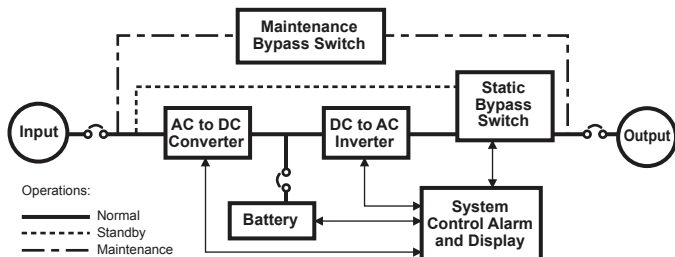 Maintenance
Bypass Switch
Static
Bypass
Switch
Input
AC to DC
Converter
DC to AC
Inverter
Output
Operations:
Normal
Standby
Maintenance
Battery
System
Control Alarm
and Display